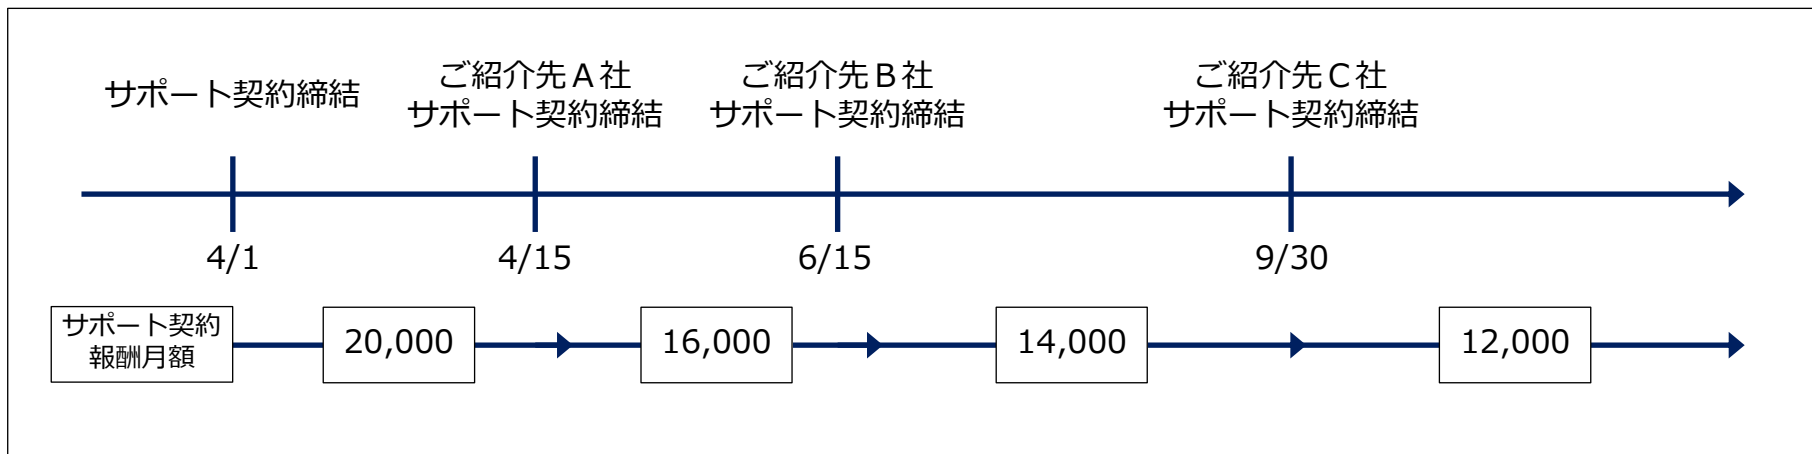 サポート契約締結
ご紹介先Ａ社
サポート契約締結
ご紹介先Ｂ社
サポート契約締結
ご紹介先Ｃ社
サポート契約締結
4/1
4/15
6/15
9/30
サポート契約
報酬月額
20,000
16,000
14,000
12,000